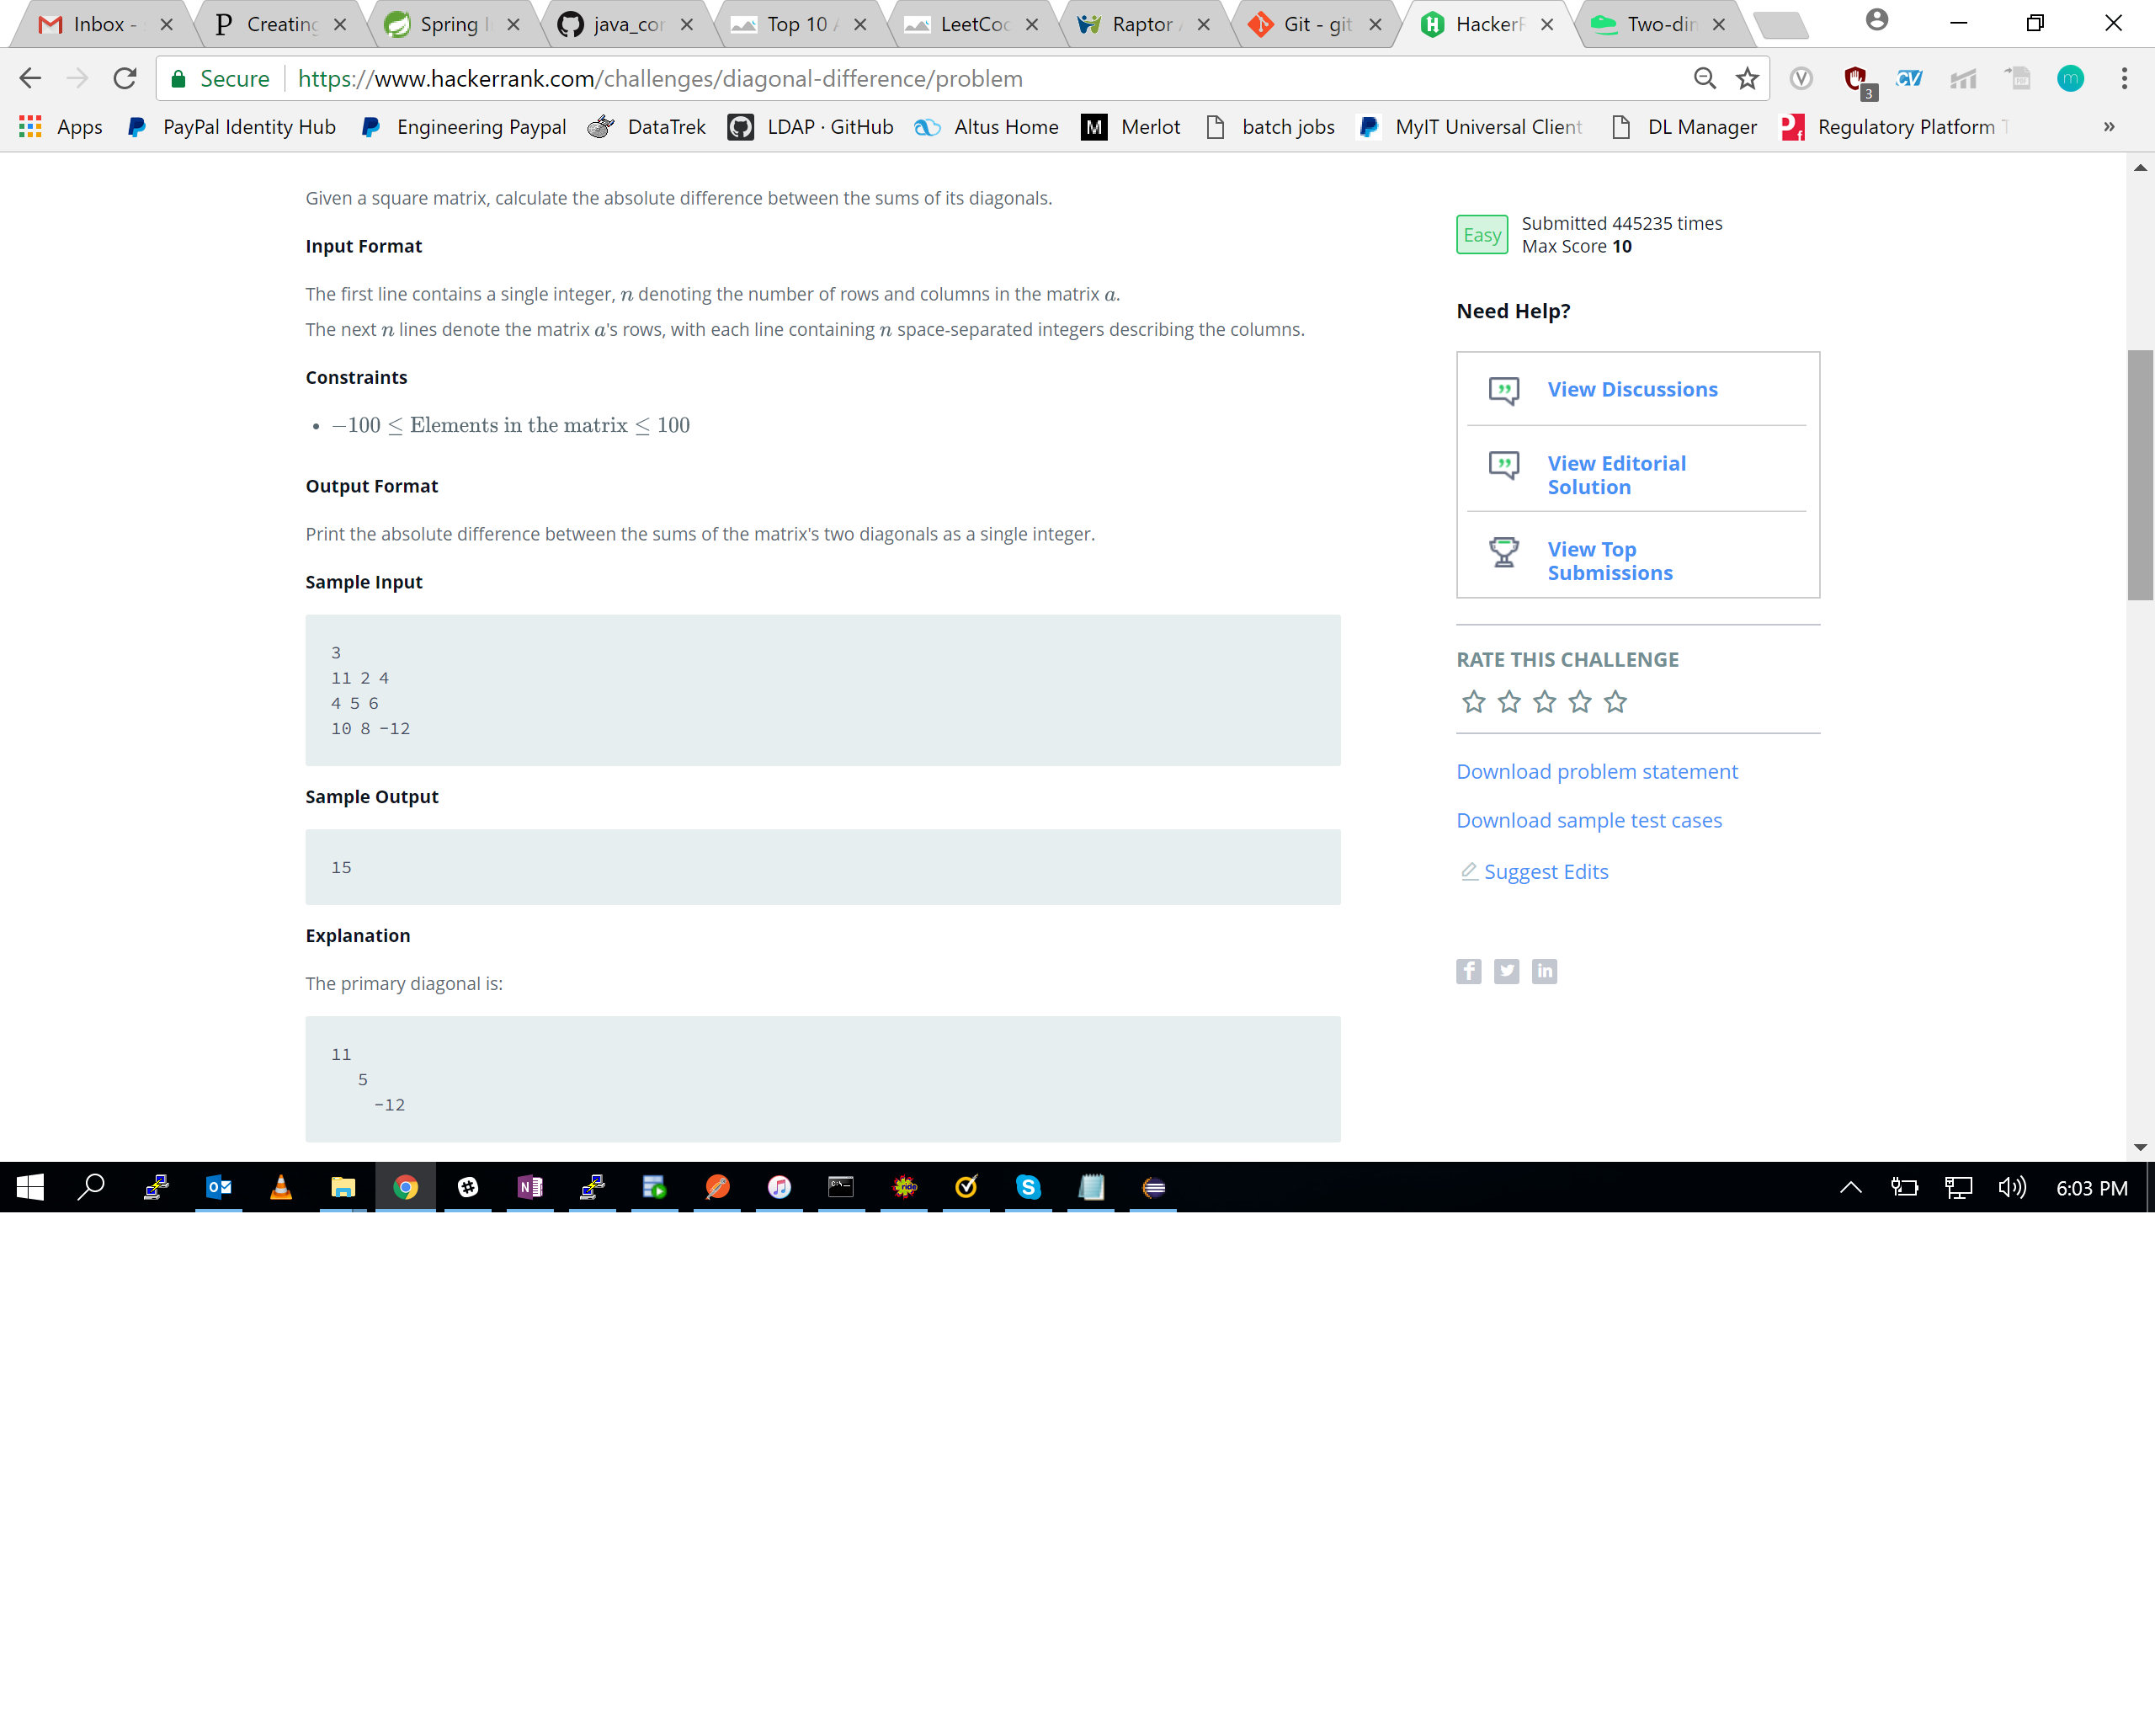 Inbox -
Creating
Spring I
java_cor
Top 10 A
LeetCoc
Raptor
Git - git
HackerR
Two-din
Secure https://www.hackerrank.com/challenges/diagonal-difference/problem
3
CV
m
Apps PayPal Identity Hub Engineering Paypal DataTrek LDAP · GitHub Altus Home M Merlot batch jobs MyIT Universal Client DL Manager Regulatory Platform T »
Given a square matrix, calculate the absolute difference between the sums of its diagonals.
Input Format
The first line contains a single integer, n denoting the number of rows and columns in the matrix a.
The next n lines denote the matrix a's rows, with each line containing n space-separated integers describing the columns.
Constraints
• −100 ≤ Elements in the matrix ≤ 100
Output Format
Print the absolute difference between the sums of the matrix's two diagonals as a single integer.
Sample Input
3
11 2 4
4 5 6
10 8 -12
Sample Output
15
Explanation
The primary diagonal is:
11
5
-12
Easy
Submitted 445235 times
Max Score 10
Need Help?
View Discussions
View Editorial
Solution
View Top
Submissions
RATE THIS CHALLENGE
Download problem statement
Download sample test cases
Suggest Edits
6:03 PM